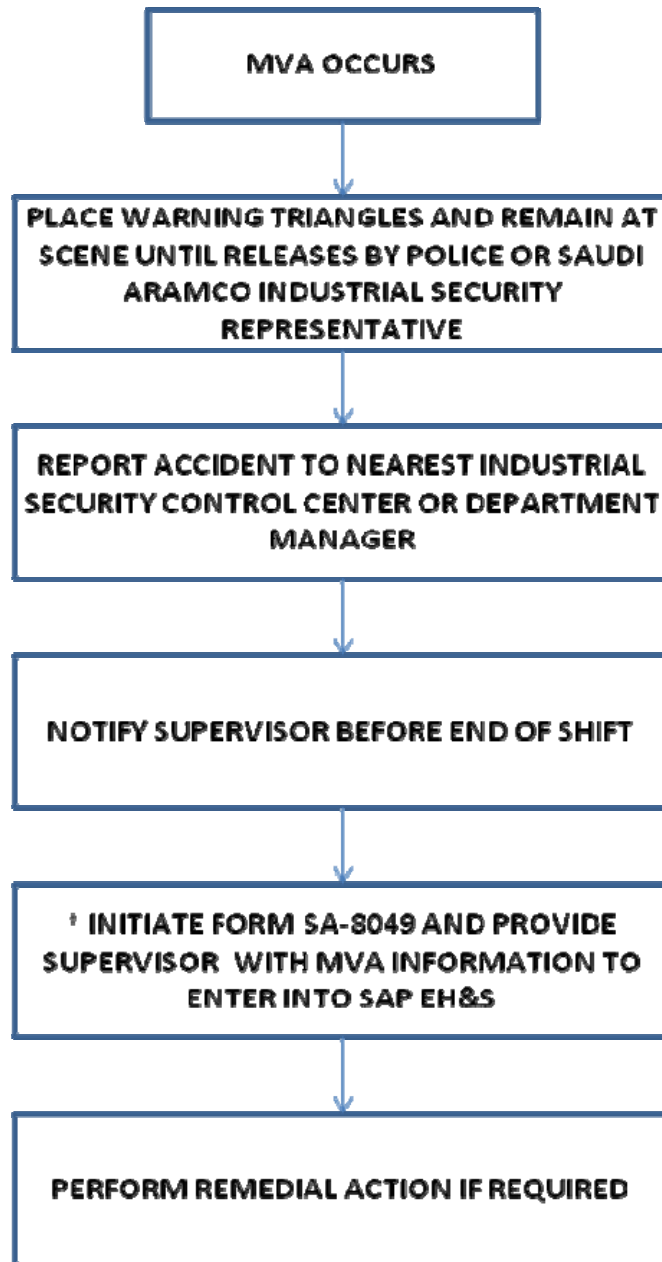 MVA OCCURS
PLACE WARNING TRIANGLES AND REMAIN AT
SCENE UNTIL RELEASES BY POLICE OR SAUDI
ARAMCO INDUSTRIAL SECURITY
REPRESENTATIVE
REPORT ACCIDENT TO NEAREST INDUSTRIAL
SECURITY CONTROL CENTER OR DEPARTMENT
MANAGER
NOTIFY SUPERVISOR BEFORE END OF SHIFT
† INITIATE FORM SA-8049 AND PROVIDE
SUPERVISOR WITH MVA INFORMATION TO
ENTER INTO SAP EH&S
PERFORM REMEDIAL ACTION IF REQUIRED